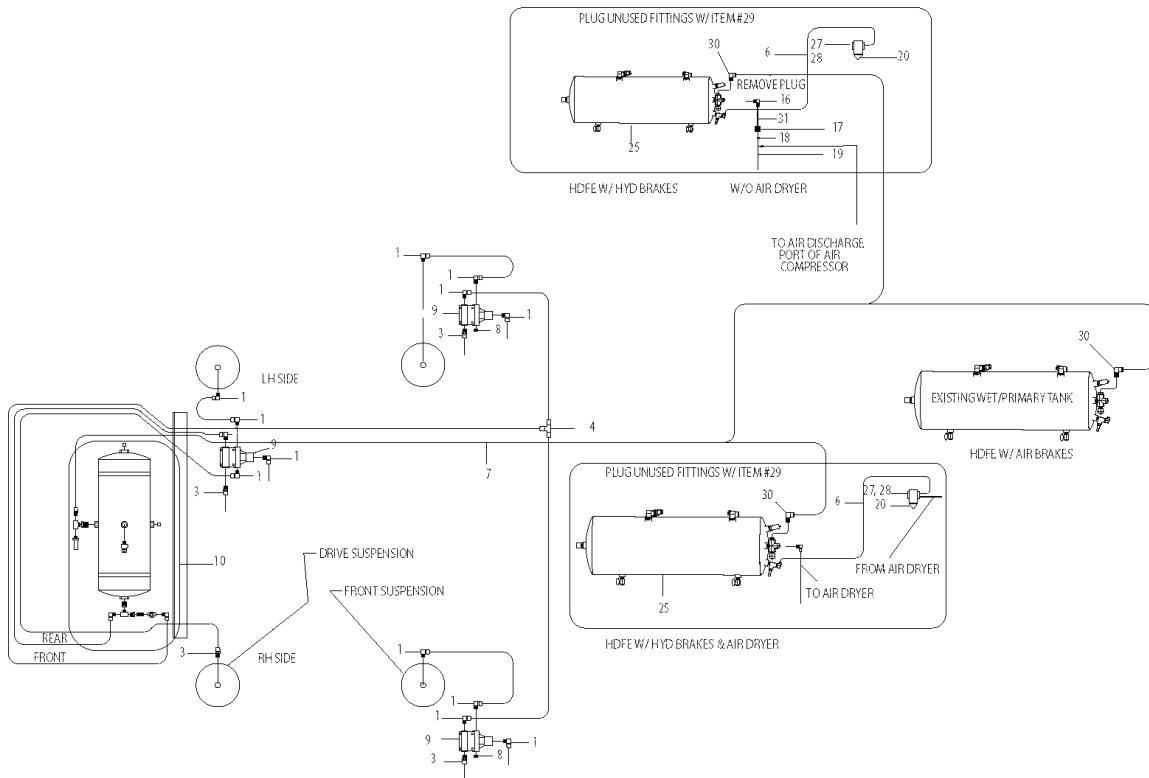 PLUG UNUSED FITTINGS W/ ITEM #29
30
6
27
28
20
REMOVE PLUG
16
31
17
18
19
25
HDFE W/ HYD BRAKES
W/O AIR DRYER
TO AIR DISCHARGE
PORT OF AIR
COMPRESSOR
1
1
1
9
1
3
8
LH SIDE
1
1
9
1
1
3
4
7
30
EXISTING WET/PRIMARY TANK
HDFE W/ AIR BRAKES
PLUG UNUSED FITTINGS W/ ITEM #29
30
6
27, 28
20
FROM AIR DRYER
TO AIR DRYER
25
HDFE W/ HYD BRAKES & AIR DRYER
10
DRIVE SUSPENSION
FRONT SUSPENSION
REAR
FRONT
3
RH SIDE
1
1
1
9
1
3
8